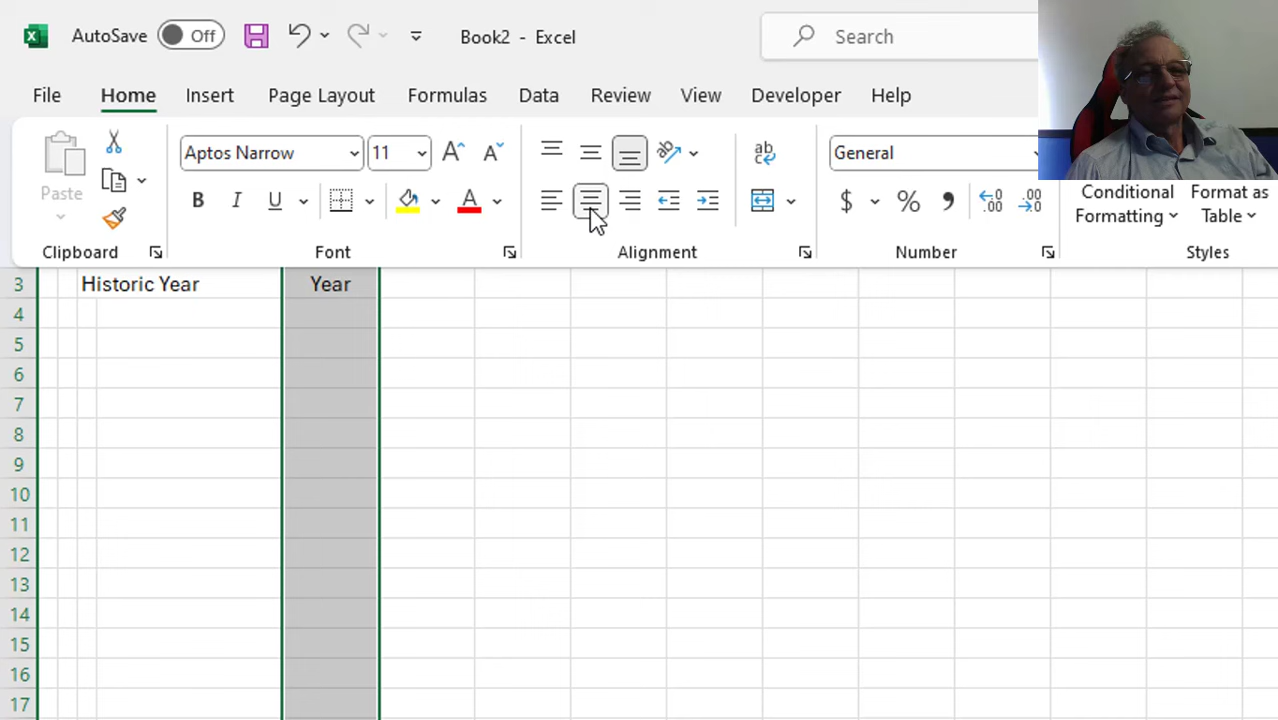 AutoSave Off Book2 - Excel Search
File Home Insert Page Layout Formulas Data Review View Developer Help
Paste Aptos Narrow 11 General
B I U A $ % Conditional Formatting Format as Table
Clipboard Font Alignment Number Styles
3 Historic Year Year
4
5
6
7
8
9
10
11
12
13
14
15
16
17